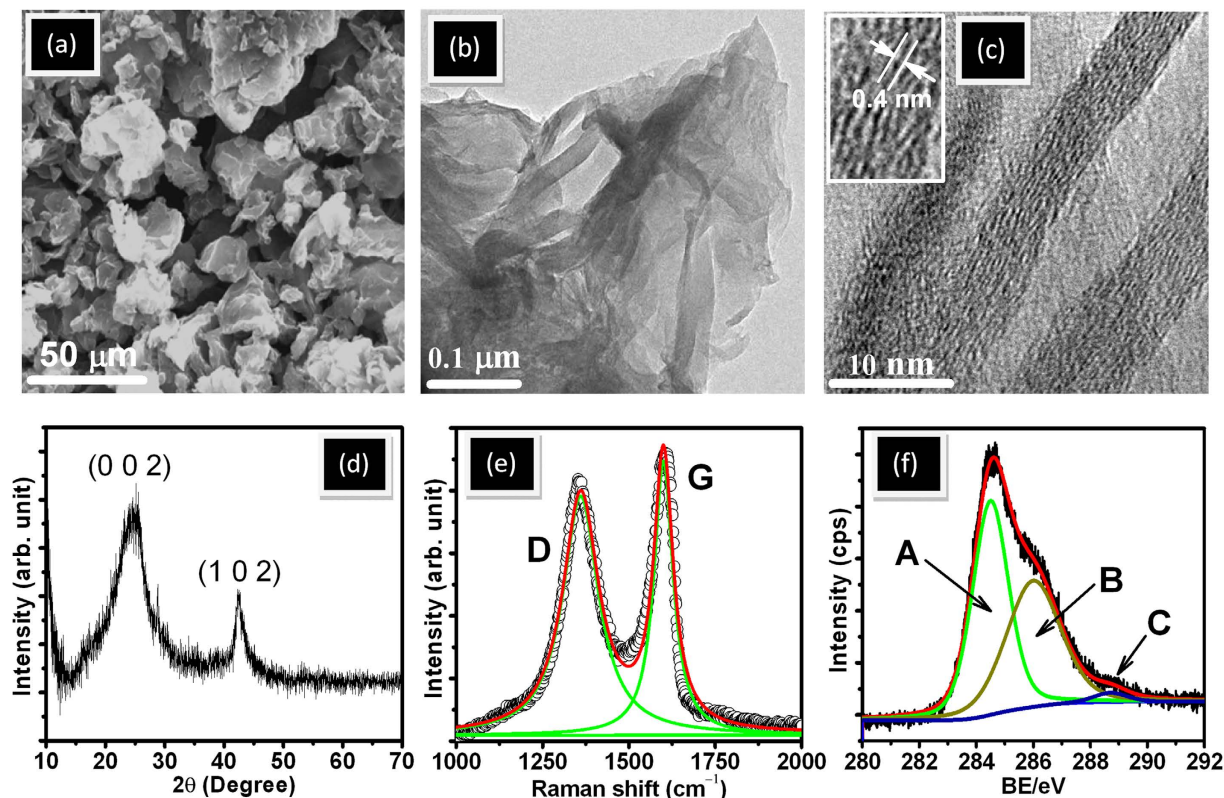 (a)
50 μm
(b)
0.1 μm
(c)
0.4 nm
10 nm
(d)
(0 0 2)
(1 0 2)
Intensity (arb. unit)
10 20 30 40 50 60 70
2θ (Degree)
(e)
D
G
Intensity (arb. unit)
1000 1250 1500 1750 2000
Raman shift (cm⁻¹)
(f)
A
B
C
Intensity (cps)
280 282 284 286 288 290 292
BE/eV